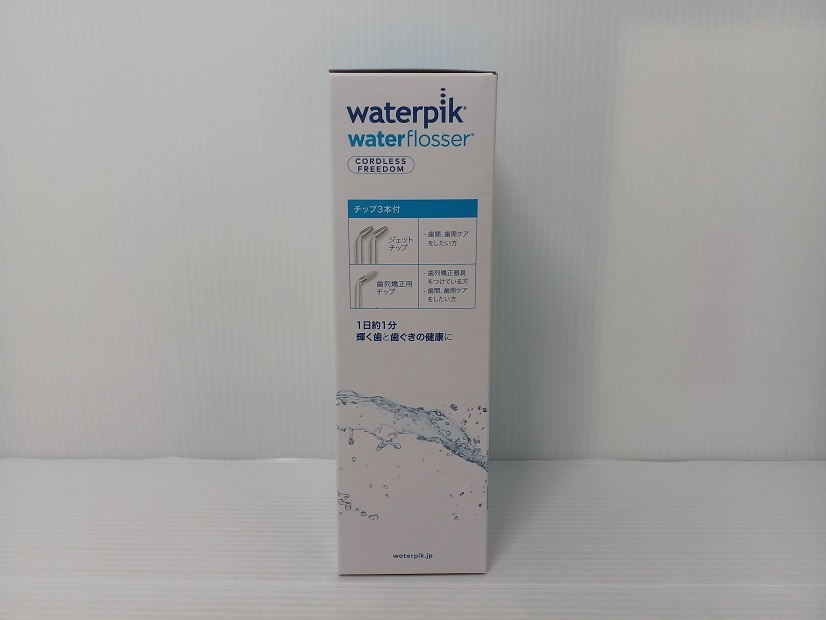 waterpik®
waterflosser®
CORDLESS
FREEDOM
チップ3本付
ジェット
チップ
・歯間、歯周ケア
をしたい方
歯列矯正用
チップ
・歯列矯正器具
をつけている方
・歯間、歯周ケア
をしたい方
1日約1分
輝く歯と歯ぐきの健康に
waterpik.jp